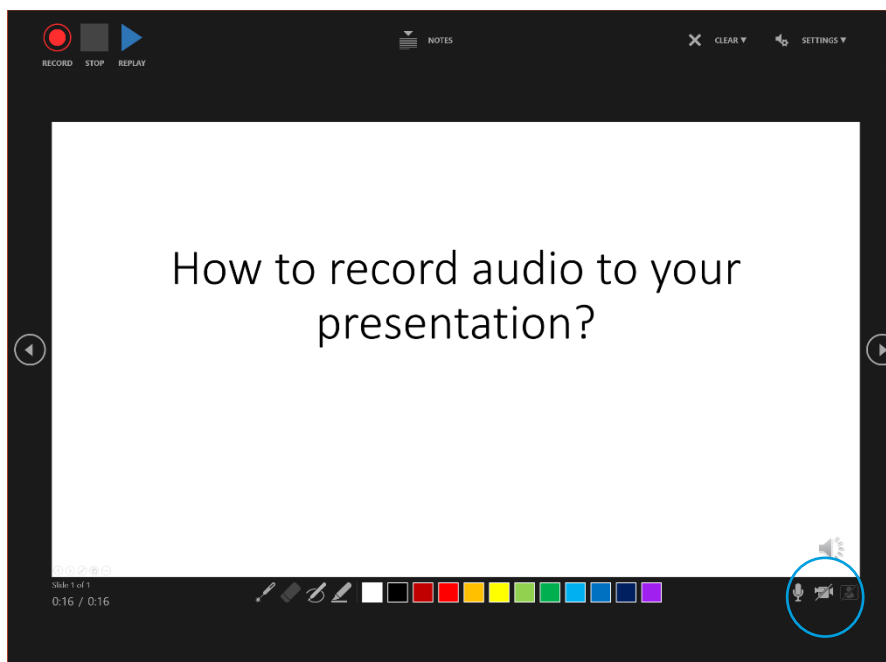 RECORD STOP REPLAY
NOTES
CLEAR
SETTINGS
How to record audio to your
presentation?
Slide 1 of 1
0:16 / 0:16